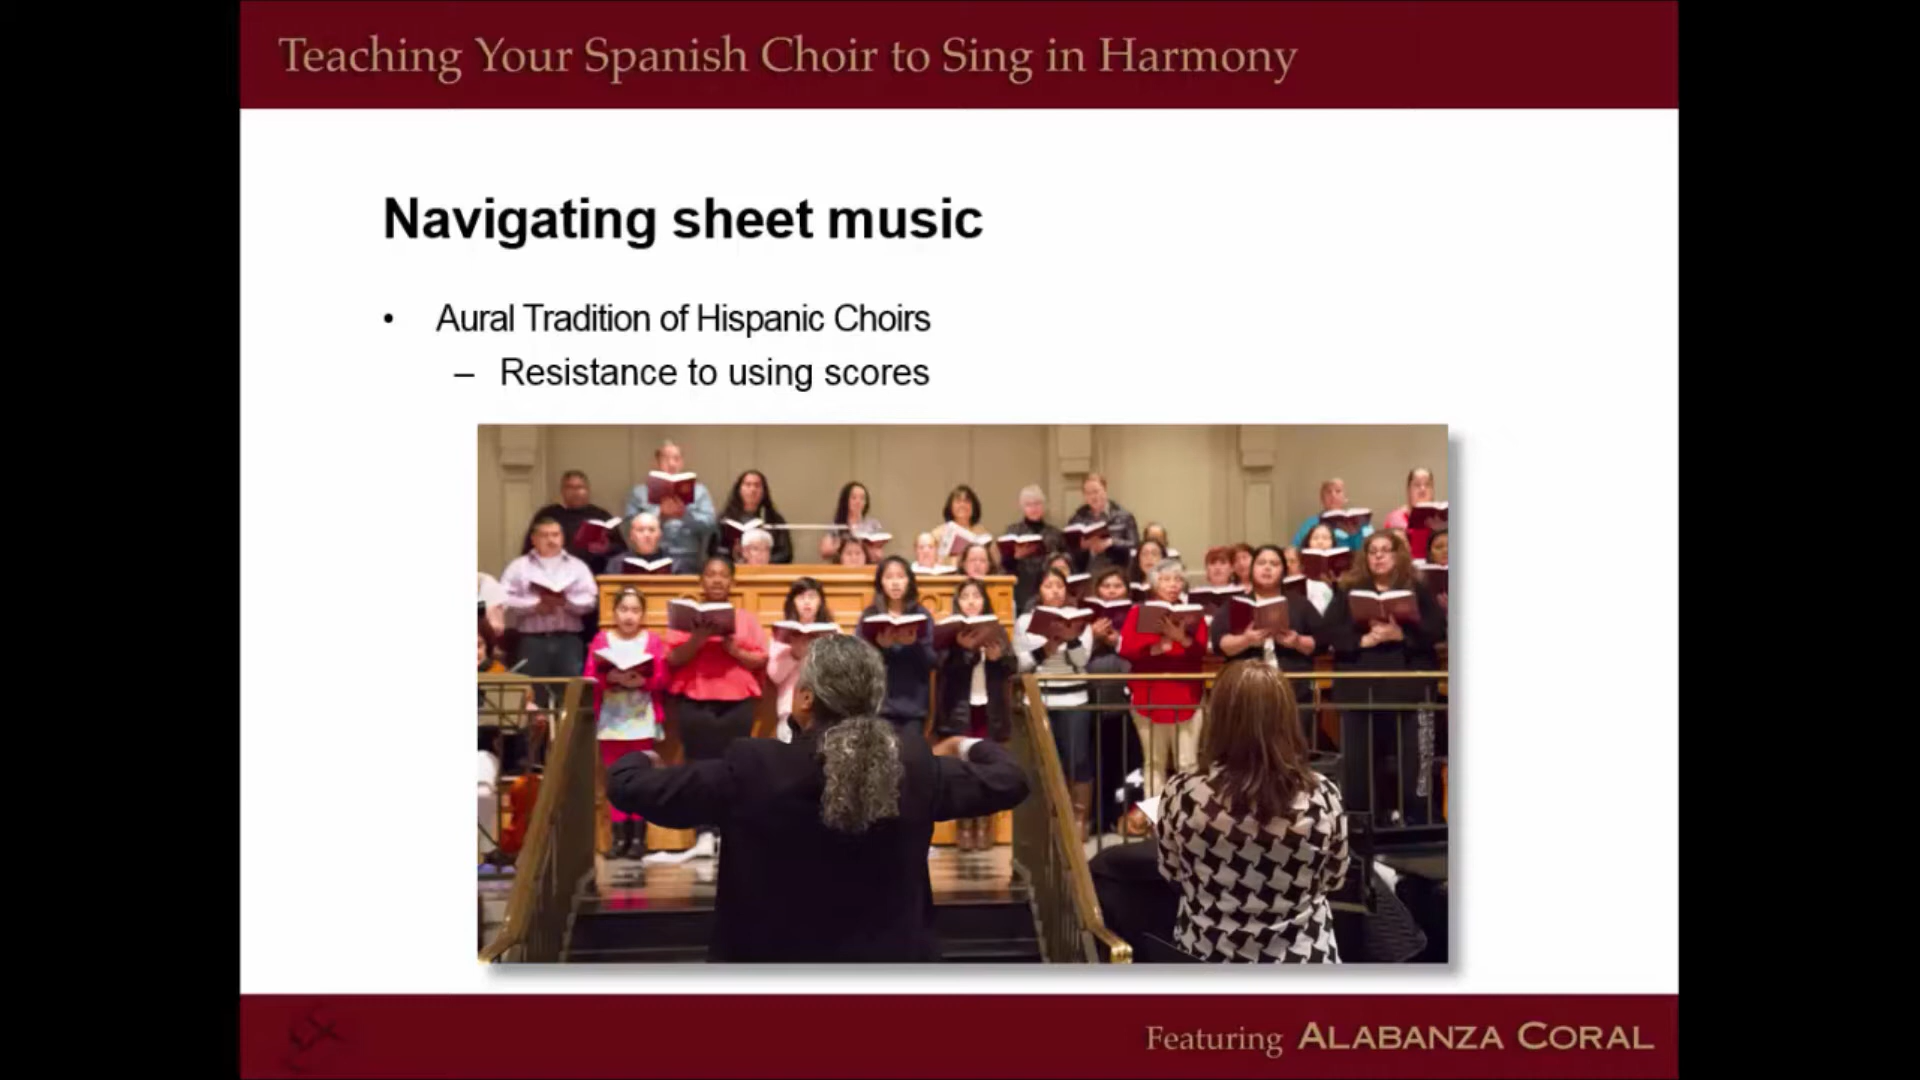 Teaching Your Spanish Choir to Sing in Harmony
Navigating sheet music
• Aural Tradition of Hispanic Choirs
– Resistance to using scores
Featuring ALABANZA CORAL